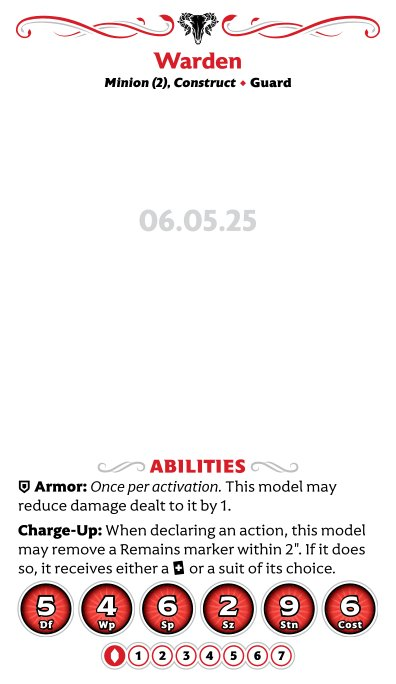 Warden
Minion (2), Construct ♦ Guard
06.05.25
ABILITIES
Armor: Once per activation. This model may
reduce damage dealt to it by 1.
Charge-Up: When declaring an action, this model
may remove a Remains marker within 2". If it does
so, it receives either a + or a suit of its choice.
5 4 6 2 9 6
Df Wp Sp Sz Stn Cost
1 2 3 4 5 6 7